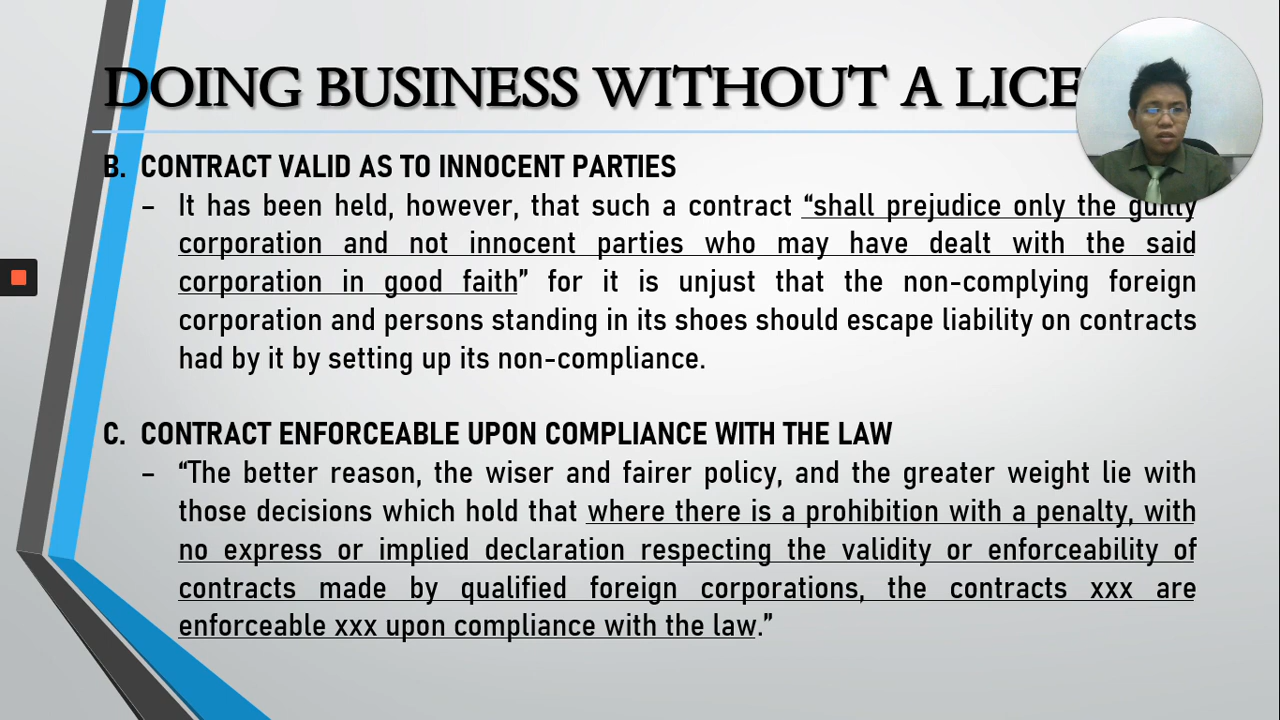 DOING BUSINESS WITHOUT A LICE
B. CONTRACT VALID AS TO INNOCENT PARTIES
– It has been held, however, that such a contract “shall prejudice only the guilty
corporation and not innocent parties who may have dealt with the said
corporation in good faith” for it is unjust that the non-complying foreign
corporation and persons standing in its shoes should escape liability on contracts
had by it by setting up its non-compliance.
C. CONTRACT ENFORCEABLE UPON COMPLIANCE WITH THE LAW
– “The better reason, the wiser and fairer policy, and the greater weight lie with
those decisions which hold that where there is a prohibition with a penalty, with
no express or implied declaration respecting the validity or enforceability of
contracts made by qualified foreign corporations, the contracts xxx are
enforceable xxx upon compliance with the law.”